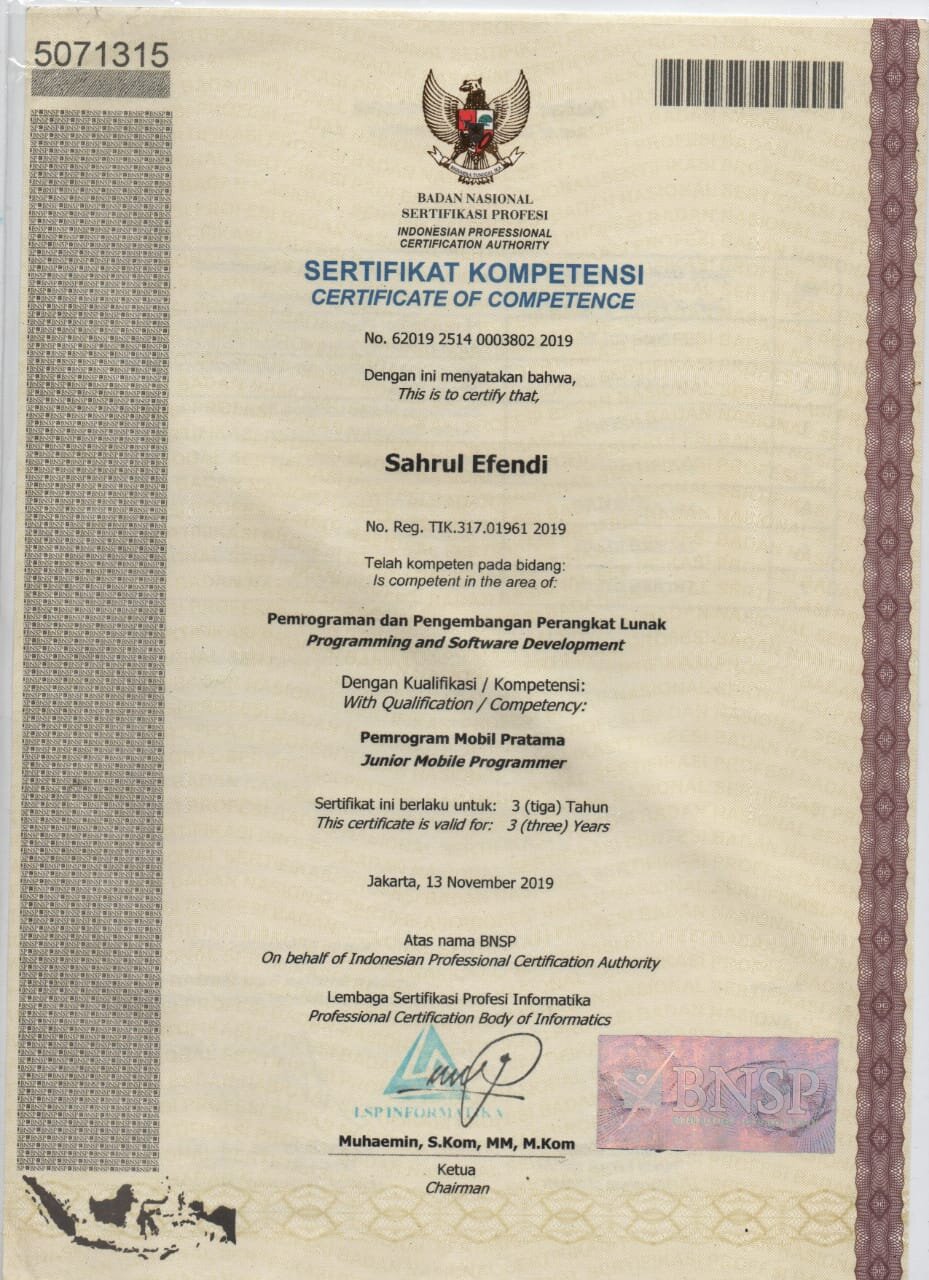 5071315
BADAN NASIONAL
SERTIFIKASI PROFESI
INDONESIAN PROFESSIONAL
CERTIFICATION AUTHORITY
SERTIFIKAT KOMPETENSI
CERTIFICATE OF COMPETENCE
No. 62019 2514 0003802 2019
Dengan ini menyatakan bahwa,
This is to certify that,
Sahrul Efendi
No. Reg. TIK.317.01961 2019
Telah kompeten pada bidang:
Is competent in the area of:
Pemrograman dan Pengembangan Perangkat Lunak
Programming and Software Development
Dengan Kualifikasi / Kompetensi:
With Qualification / Competency:
Pemrogram Mobil Pratama
Junior Mobile Programmer
Sertifikat ini berlaku untuk: 3 (tiga) Tahun
This certificate is valid for: 3 (three) Years
Jakarta, 13 November 2019
Atas nama BNSP
On behalf of Indonesian Professional Certification Authority
Lembaga Sertifikasi Profesi Informatika
Professional Certification Body of Informatics
LSP INFORMATIKA
BNSP
Muhaemin, S.Kom, MM, M.Kom
Ketua
Chairman